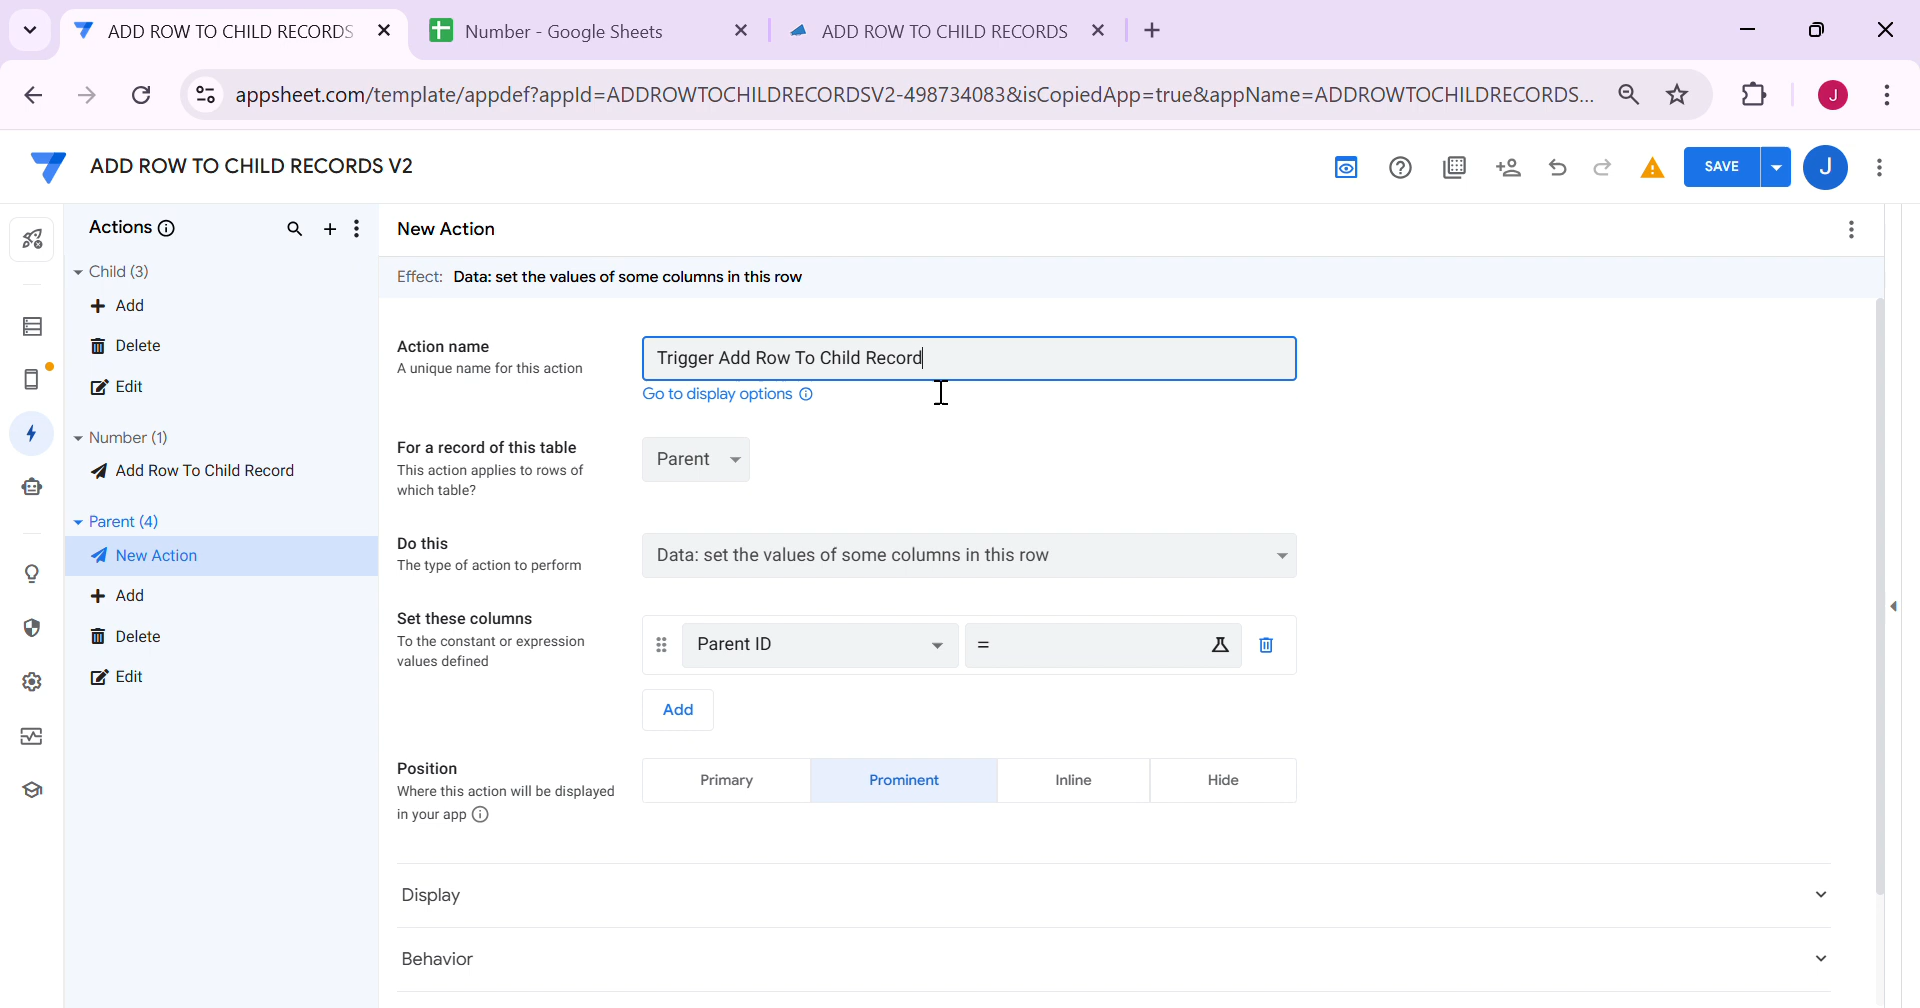 ADD ROW TO CHILD RECORDS
Number - Google Sheets
ADD ROW TO CHILD RECORDS
appsheet.com/template/appdef?appId=ADDROWTOCHILDRECORDSV2-498734083&isCopiedApp=true&appName=ADDROWTOCHILDRECORDS...
J
ADD ROW TO CHILD RECORDS V2
SAVE
J
Actions
New Action
Effect: Data: set the values of some columns in this row
Child (3)
Add
Delete
Edit
Number (1)
Add Row To Child Record
Parent (4)
New Action
Add
Delete
Edit
Action name
A unique name for this action
Trigger Add Row To Child Record
Go to display options
For a record of this table
This action applies to rows of
which table?
Parent
Do this
The type of action to perform
Data: set the values of some columns in this row
Set these columns
To the constant or expression
values defined
Parent ID
=
Add
Position
Where this action will be displayed
in your app
Primary
Prominent
Inline
Hide
Display
Behavior